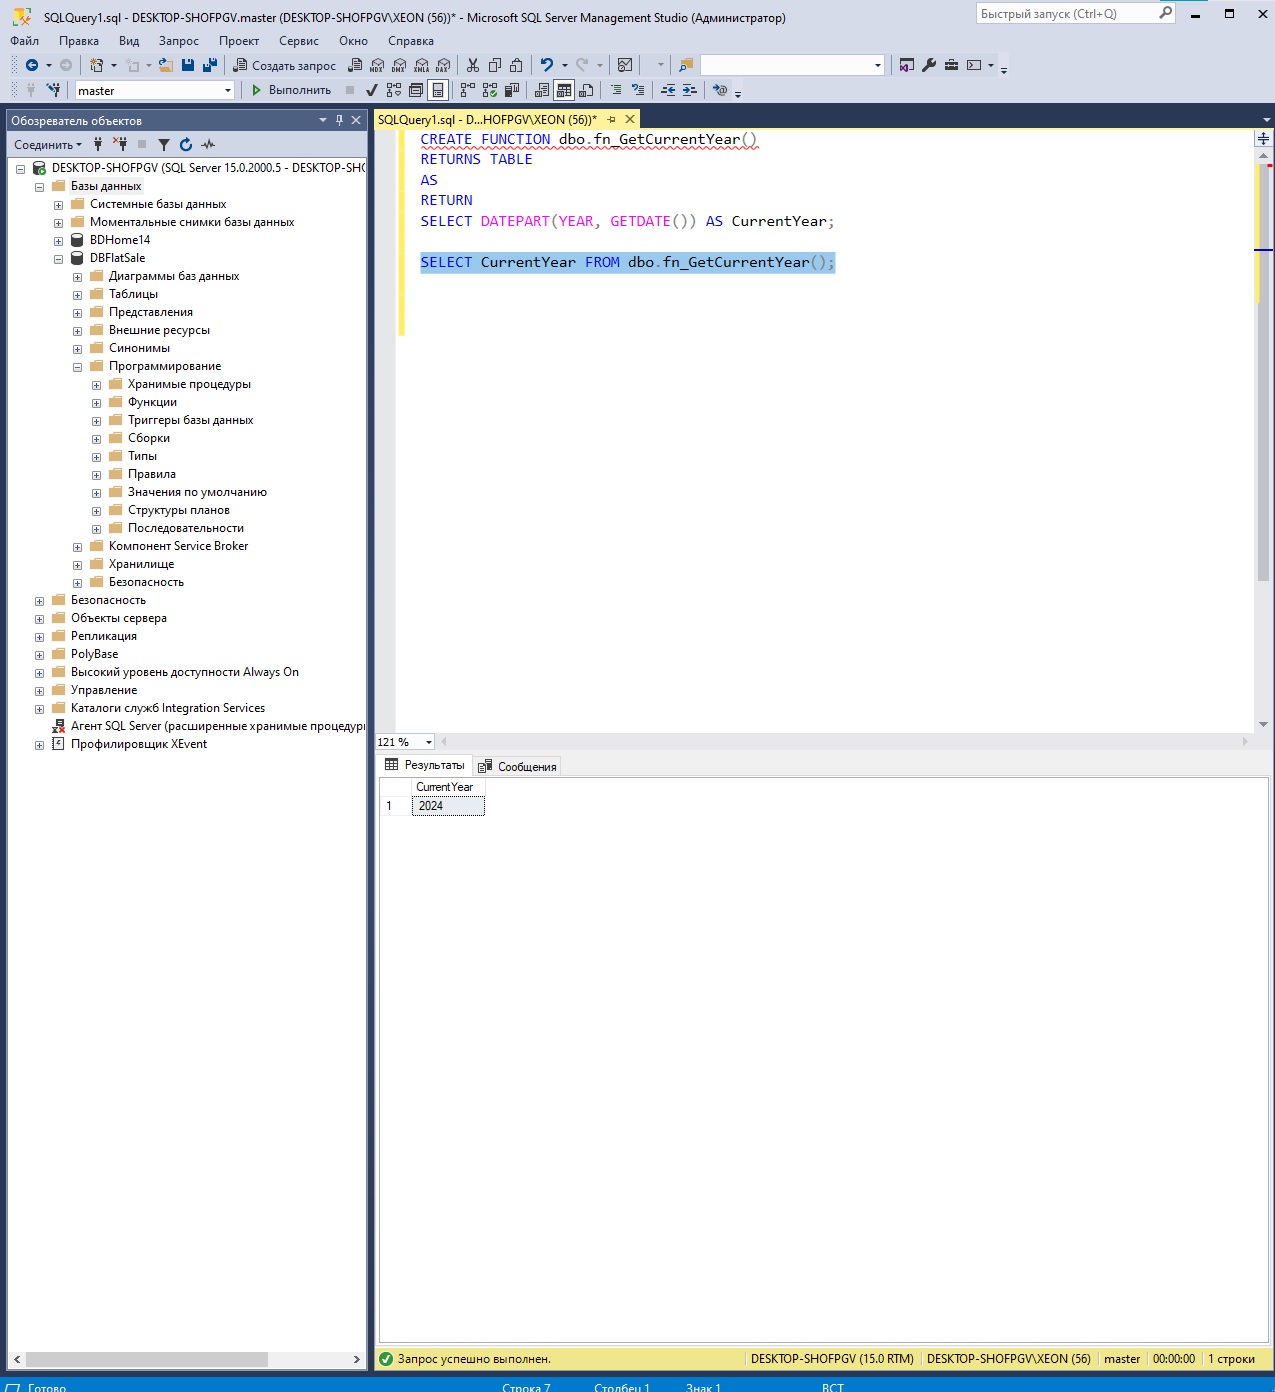 SQLQuery1.sql - DESKTOP-SHOFPGV.master (DESKTOP-SHOFPGV\XEON (56))* - Microsoft SQL Server Management Studio (Администратор)
Быстрый запуск (Ctrl+Q)
Файл Правка Вид Запрос Проект Сервис Окно Справка
Создать запрос
MDX DMX XMLA DAX
master
Выполнить
Обозреватель объектов
SQLQuery1.sql - D...HOFPGV\XEON (56))*
Соединить
DESKTOP-SHOFPGV (SQL Server 15.0.2000.5 - DESKTOP-SH
Базы данных
Системные базы данных
Моментальные снимки базы данных
BDHome14
DBFlatSale
Диаграммы баз данных
Таблицы
Представления
Внешние ресурсы
Синонимы
Программирование
Хранимые процедуры
Функции
Триггеры базы данных
Сборки
Типы
Правила
Значения по умолчанию
Структуры планов
Последовательности
Компонент Service Broker
Хранилище
Безопасность
Безопасность
Объекты сервера
Репликация
PolyBase
Высокий уровень доступности Always On
Управление
Каталоги служб Integration Services
Агент SQL Server (расширенные хранимые процедур
Профилировщик XEvent
CREATE FUNCTION dbo.fn_GetCurrentYear()
RETURNS TABLE
AS
RETURN
SELECT DATEPART(YEAR, GETDATE()) AS CurrentYear;
SELECT CurrentYear FROM dbo.fn_GetCurrentYear();
121 %
Результаты Сообщения
CurrentYear
1 2024
Запрос успешно выполнен. DESKTOP-SHOFPGV (15.0 RTM) DESKTOP-SHOFPGV\XEON (56) master 00:00:00 1 строки
Готово Строка 7 Столбец 1 Знак 1 ВСТ